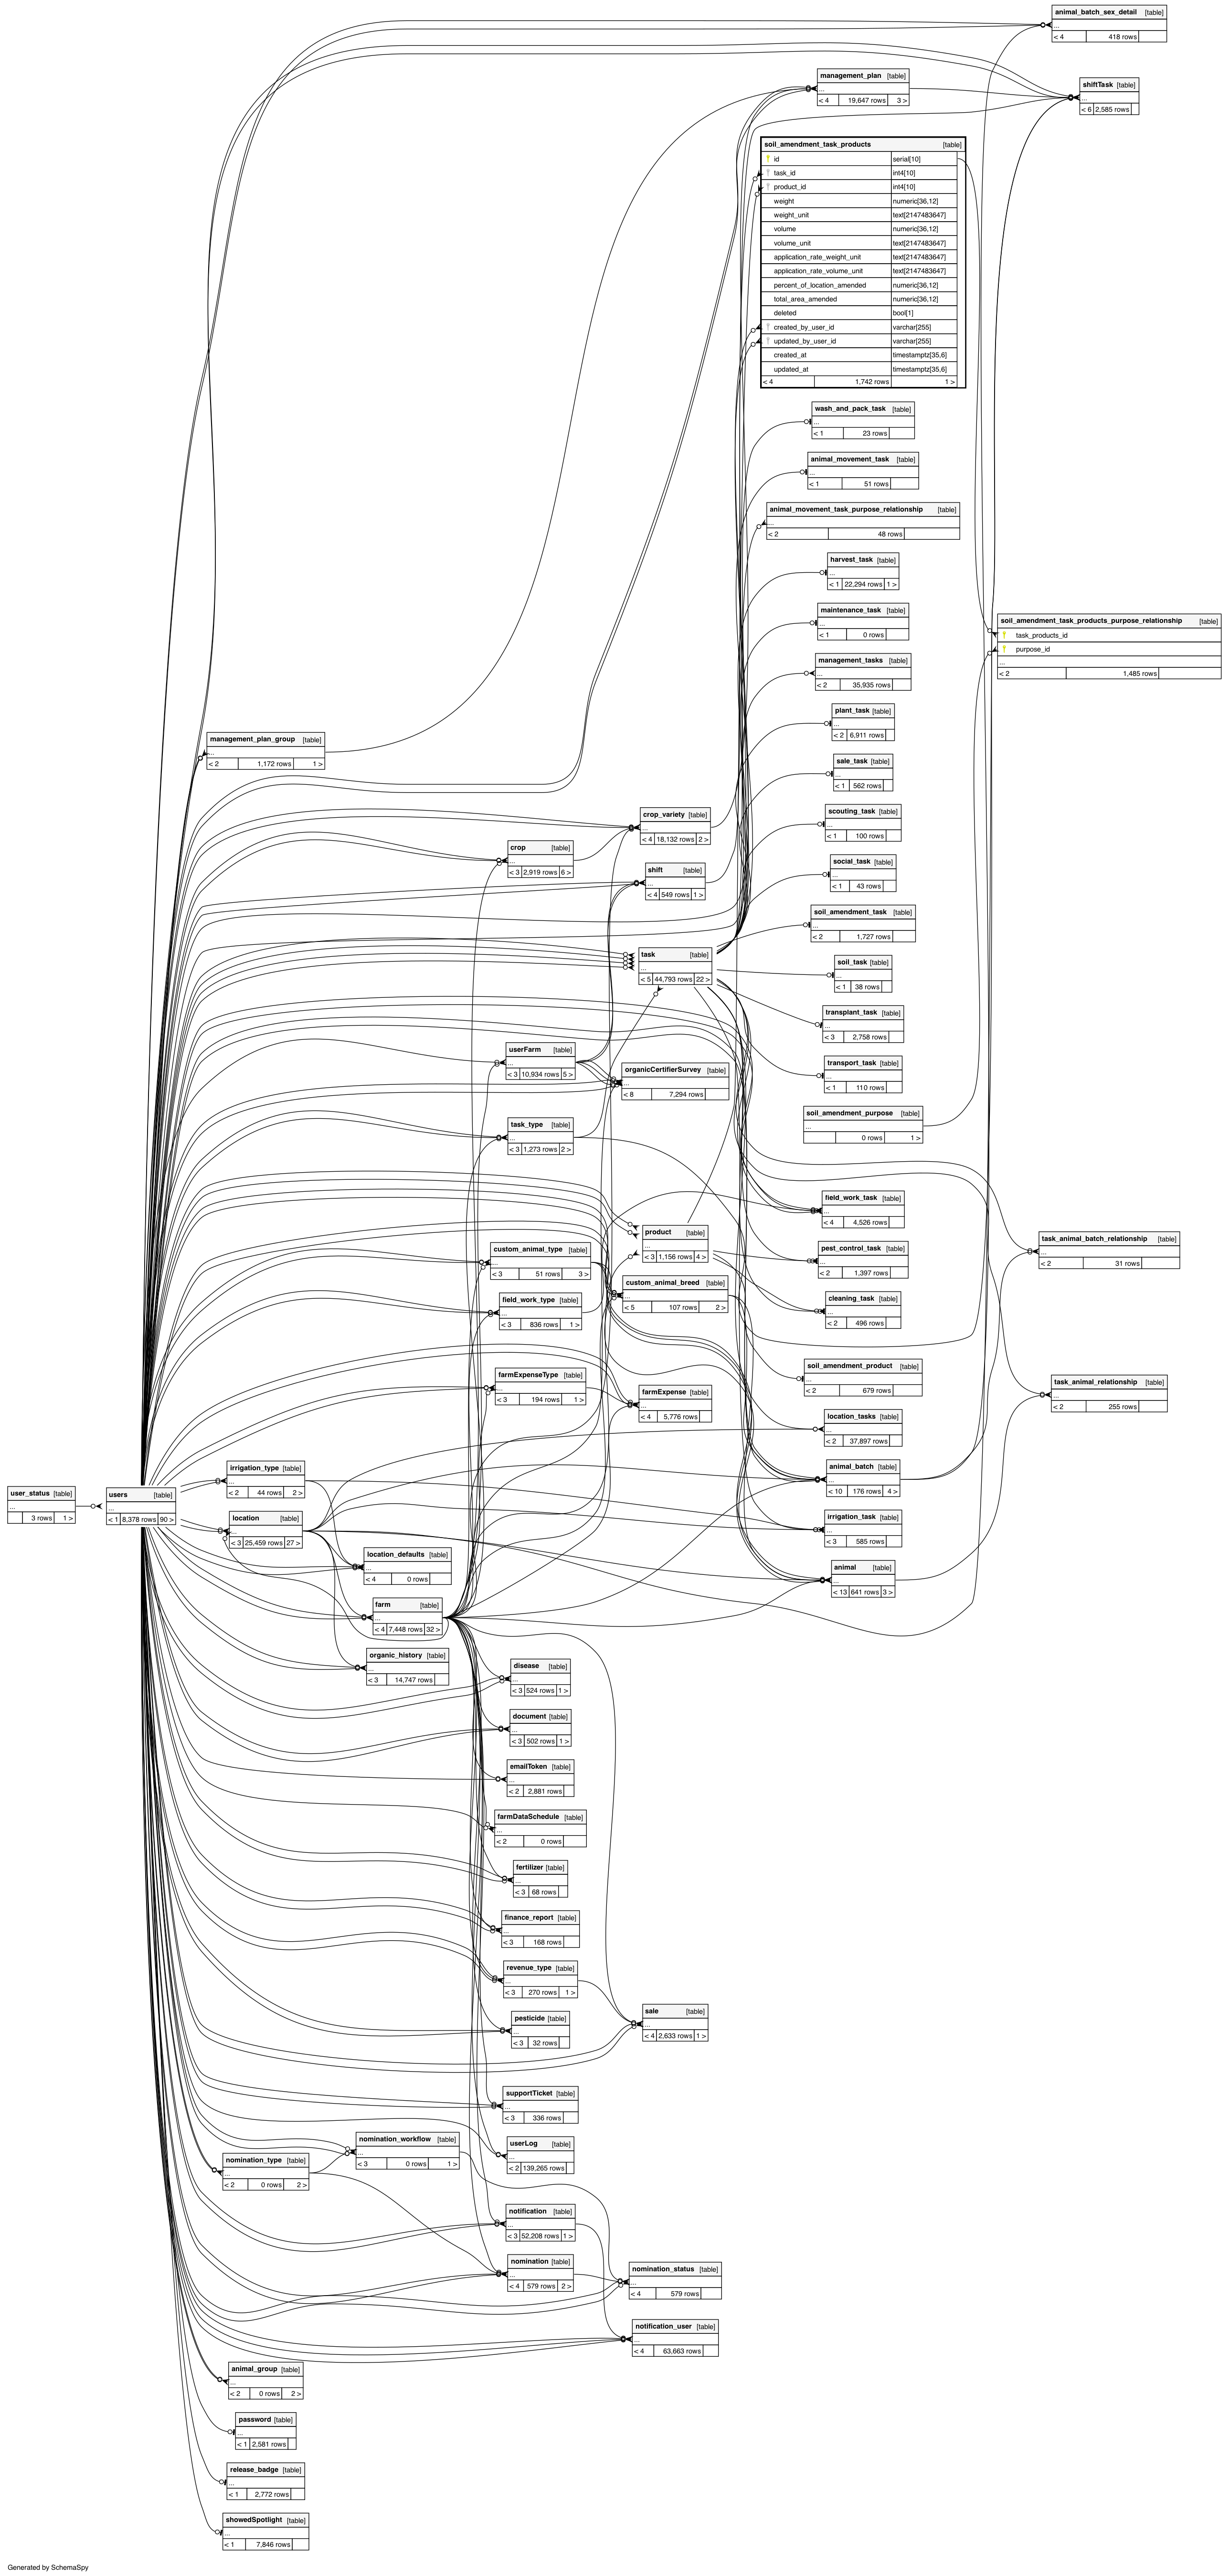 animal_batch_sex_detail [table]
...
< 4 418 rows
management_plan [table]
...
< 4 19,647 rows 3 >
shiftTask [table]
...
< 6 2,585 rows
soil_amendment_task_products [table]
id serial[10]
task_id int4[10]
product_id int4[10]
weight numeric[36,12]
weight_unit text[2147483647]
volume numeric[36,12]
volume_unit text[2147483647]
application_rate_weight_unit text[2147483647]
application_rate_volume_unit text[2147483647]
percent_of_location_amended numeric[36,12]
total_area_amended numeric[36,12]
deleted bool[1]
created_by_user_id varchar[255]
updated_by_user_id varchar[255]
created_at timestamptz[35,6]
updated_at timestamptz[35,6]
< 4 1,742 rows 1 >
wash_and_pack_task [table]
...
< 1 23 rows
animal_movement_task [table]
...
< 1 51 rows
animal_movement_task_purpose_relationship [table]
...
< 2 48 rows
harvest_task [table]
...
< 1 22,294 rows 1 >
maintenance_task [table]
...
< 1 0 rows
soil_amendment_task_products_purpose_relationship [table]
task_products_id
purpose_id
...
< 2 1,485 rows
management_tasks [table]
...
< 2 35,935 rows
plant_task [table]
...
< 2 6,911 rows
management_plan_group [table]
...
< 2 1,172 rows 1 >
sale_task [table]
...
< 1 562 rows
crop_variety [table]
...
< 4 18,132 rows 2 >
scouting_task [table]
...
< 1 100 rows
crop [table]
...
< 3 2,919 rows 6 >
shift [table]
...
< 4 549 rows 1 >
social_task [table]
...
< 1 43 rows
soil_amendment_task [table]
...
< 2 1,727 rows
task [table]
...
< 5 44,793 rows 22 >
soil_task [table]
...
< 1 38 rows
transplant_task [table]
...
< 3 2,758 rows
userFarm [table]
...
< 3 10,934 rows 5 >
organicCertifierSurvey [table]
...
< 8 7,294 rows
transport_task [table]
...
< 1 110 rows
soil_amendment_purpose [table]
...
0 rows 1 >
task_type [table]
...
< 3 1,273 rows 2 >
field_work_task [table]
...
< 4 4,526 rows
product [table]
...
< 3 1,156 rows 4 >
task_animal_batch_relationship [table]
...
< 2 31 rows
custom_animal_type [table]
...
< 3 51 rows 3 >
pest_control_task [table]
...
< 2 1,397 rows
custom_animal_breed [table]
...
< 5 107 rows 2 >
field_work_type [table]
...
< 3 836 rows 1 >
cleaning_task [table]
...
< 2 496 rows
soil_amendment_product [table]
...
< 2 679 rows
farmExpenseType [table]
...
< 3 194 rows 1 >
farmExpense [table]
...
< 4 5,776 rows
task_animal_relationship [table]
...
< 2 255 rows
location_tasks [table]
...
< 2 37,897 rows
irrigation_type [table]
...
< 2 44 rows 2 >
animal_batch [table]
...
< 10 176 rows 4 >
user_status [table]
...
3 rows 1 >
users [table]
...
< 1 8,378 rows 90 >
location [table]
...
< 3 25,459 rows 27 >
irrigation_task [table]
...
< 3 585 rows
location_defaults [table]
...
< 4 0 rows
animal [table]
...
< 13 641 rows 3 >
farm [table]
...
< 4 7,448 rows 32 >
organic_history [table]
...
< 3 14,747 rows
disease [table]
...
< 3 524 rows 1 >
document [table]
...
< 3 502 rows 1 >
emailToken [table]
...
< 2 2,881 rows
farmDataSchedule [table]
...
< 2 0 rows
fertilizer [table]
...
< 3 68 rows
finance_report [table]
...
< 3 168 rows
revenue_type [table]
...
< 3 270 rows 1 >
sale [table]
...
< 4 2,633 rows 1 >
pesticide [table]
...
< 3 32 rows
supportTicket [table]
...
< 3 336 rows
nomination_workflow [table]
...
< 3 0 rows 1 >
userLog [table]
...
< 2 139,265 rows
nomination_type [table]
...
< 2 0 rows 2 >
notification [table]
...
< 3 52,208 rows 1 >
nomination [table]
...
< 4 579 rows 2 >
nomination_status [table]
...
< 4 579 rows
notification_user [table]
...
< 4 63,663 rows
animal_group [table]
...
< 2 0 rows 2 >
password [table]
...
< 1 2,581 rows
release_badge [table]
...
< 1 2,772 rows
showedSpotlight [table]
...
< 1 7,846 rows
Generated by SchemaSpy